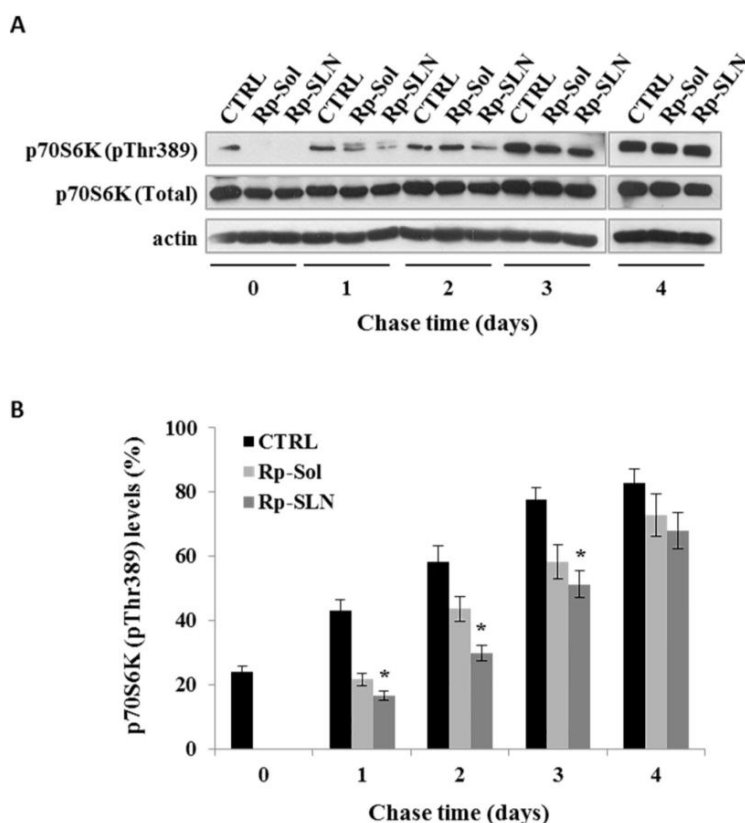 A
CTRL Rp-Sol Rp-SLN CTRL Rp-Sol Rp-SLN CTRL Rp-Sol Rp-SLN CTRL Rp-Sol Rp-SLN CTRL Rp-Sol Rp-SLN
p70S6K (pThr389)
p70S6K (Total)
actin
0 1 2 3 4
Chase time (days)
B
p70S6K (pThr389) levels (%)
100
80
60
40
20
0
CTRL
Rp-Sol
Rp-SLN
* * *
0 1 2 3 4
Chase time (days)